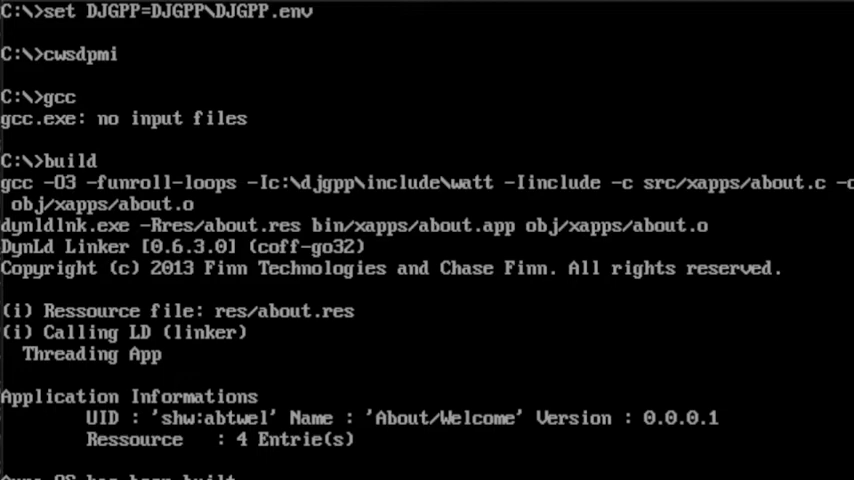 C:\>set DJGPP=DJGPP\DJGPP.env
C:\>cwsdpmi
C:\>gcc
gcc.exe: no input files
C:\>build
gcc -O3 -funroll-loops -Ic:\djgpp\include\watt -Iinclude -c src/xapps/about.c -o
obj/xapps/about.o
dynldlnk.exe -Rres/about.res bin/xapps/about.app obj/xapps/about.o
DynLd Linker [0.6.3.0] (coff-go32)
Copyright (c) 2013 Finn Technologies and Chase Finn. All rights reserved.
(i) Ressource file: res/about.res
(i) Calling LD (linker)
Threading App
Application Informations
UID : 'shw:abtwel' Name : 'About/Welcome' Version : 0.0.0.1
Ressource : 4 Entrie(s)
OS has been built